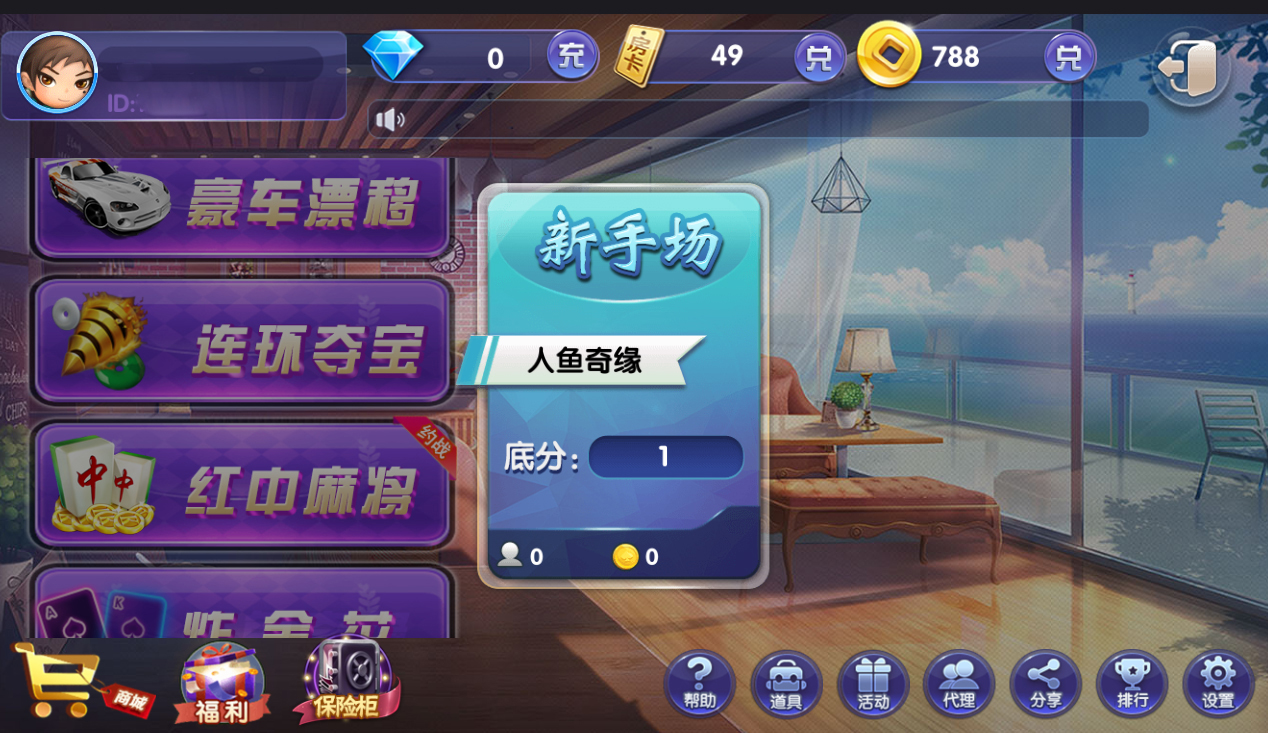 0
充
房卡
49
兑
788
兑
ID:
豪车漂移
连环夺宝
约战
中 中
红中麻将
A K
炸金花
新手场
人鱼奇缘
底分:
1
0
0
商城
福利
保险柜
帮助
道具
活动
代理
分享
排行
设置